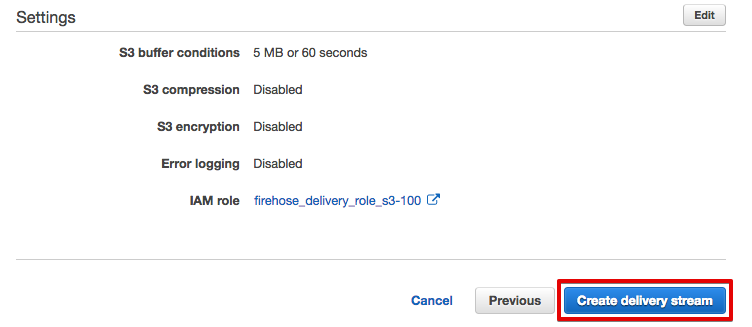 Settings Edit
S3 buffer conditions 5 MB or 60 seconds
S3 compression Disabled
S3 encryption Disabled
Error logging Disabled
IAM role firehose_delivery_role_s3-100
Cancel Previous Create delivery stream